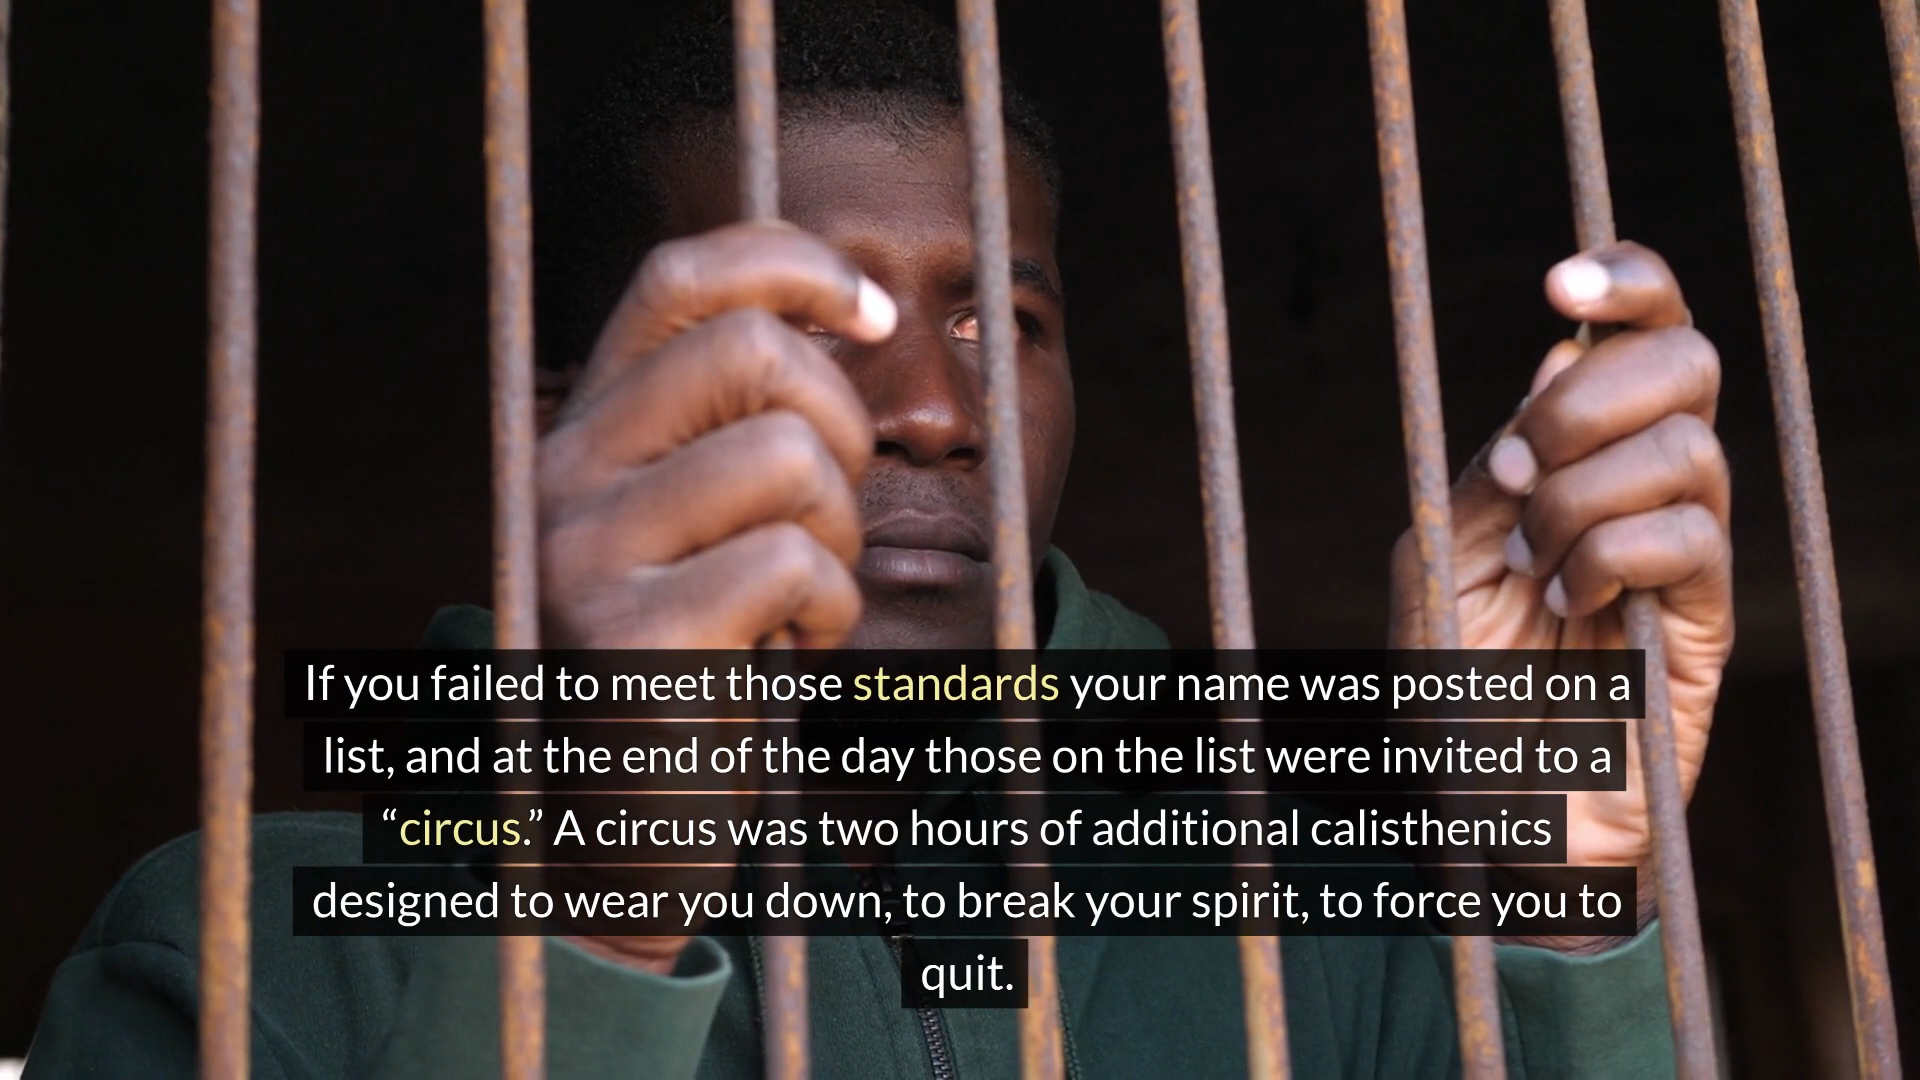 If you failed to meet those standards your name was posted on a
list, and at the end of the day those on the list were invited to a
“circus.” A circus was two hours of additional calisthenics
designed to wear you down, to break your spirit, to force you to
quit.